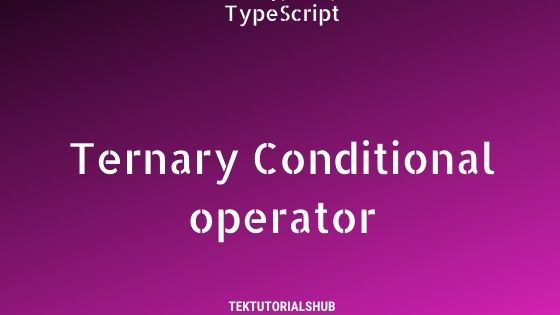 TypeScript
Ternary Conditional
operator
TEKTUTORIALSHUB